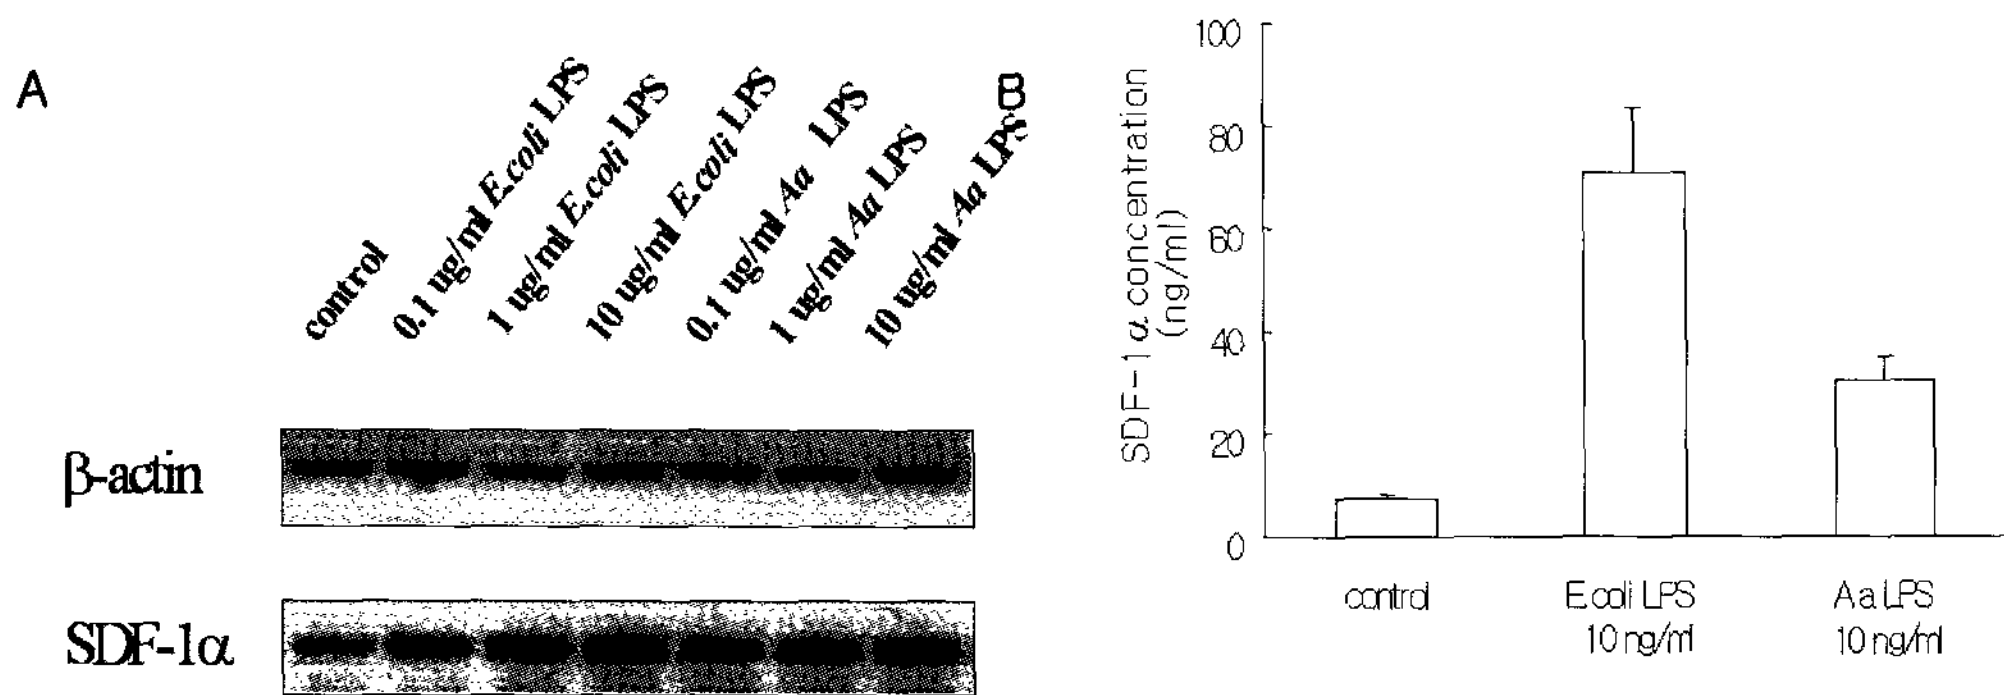 A
control
0.1 ug/ml E.coli LPS
1 ug/ml E.coli LPS
10 ug/ml E.coli LPS
0.1 ug/ml Aa LPS
1 ug/ml Aa LPS
10 ug/ml Aa LPS
β-actin
SDF-1α
B
SDF-1α concentration
(ng/ml)
100
80
60
40
20
0
control
E.coli LPS
10 ng/ml
Aa LPS
10 ng/ml